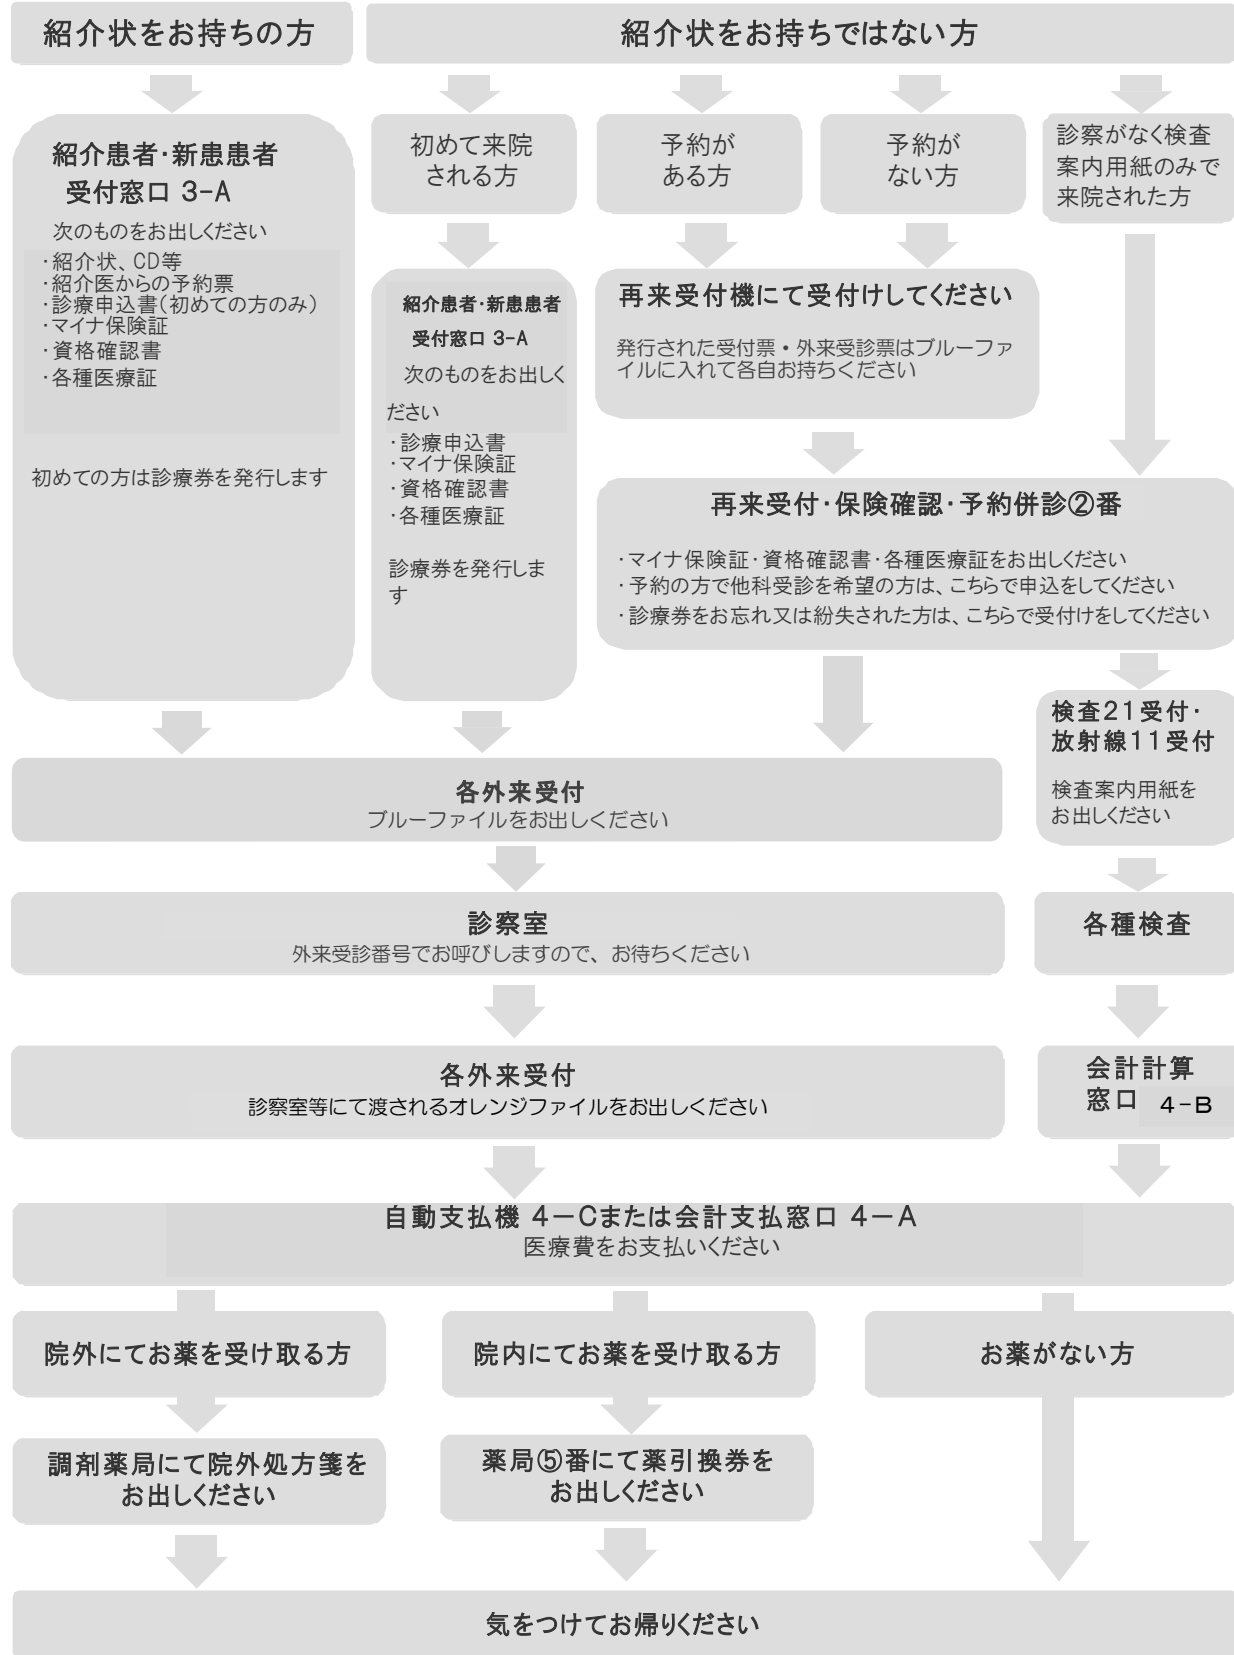 紹介状をお持ちの方
紹介状をお持ちではない方
紹介患者・新患患者
受付窓口 3-A
次のものをお出しください
・紹介状、CD等
・紹介医からの予約票
・診療申込書(初めての方のみ)
・マイナ保険証
・資格確認書
・各種医療証
初めての方は診療券を発行します
初めて来院
される方
予約が
ある方
予約が
ない方
診察がなく検査
案内用紙のみで
来院された方
紹介患者・新患患者
受付窓口 3-A
次のものをお出しく
ださい
・診療申込書
・マイナ保険証
・資格確認書
・各種医療証
診療券を発行しま
す
再来受付機にて受付けしてください
発行された受付票・外来受診票はブルーファ
イルに入れて各自お持ちください
再来受付・保険確認・予約併診②番
・マイナ保険証・資格確認書・各種医療証をお出しください
・予約の方で他科受診を希望の方は、こちらで申込をしてください
・診療券をお忘れ又は紛失された方は、こちらで受付けをしてください
検査21受付・
放射線11受付
検査案内用紙を
お出しください
各外来受付
ブルーファイルをお出しください
診察室
外来受診番号でお呼びしますので、お待ちください
各種検査
各外来受付
診察室等にて渡されるオレンジファイルをお出しください
会計計算
窓口 4-B
自動支払機 4-Cまたは会計支払窓口 4-A
医療費をお支払いください
院外にてお薬を受け取る方
院内にてお薬を受け取る方
お薬がない方
調剤薬局にて院外処方箋を
お出しください
薬局⑤番にて薬引換券を
お出しください
気をつけてお帰りください